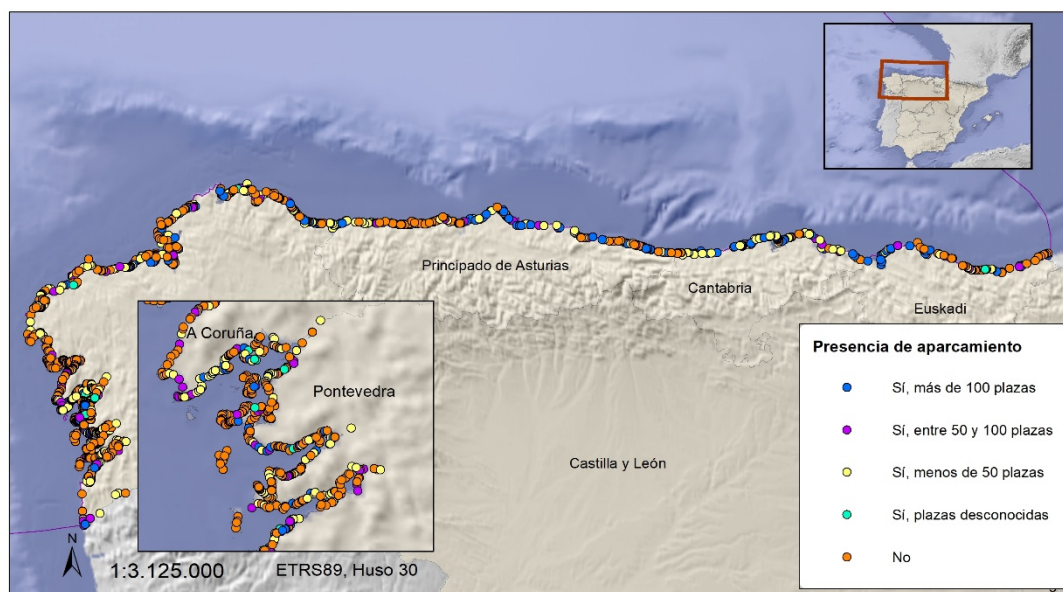 A Coruña
Principado de Asturias
Cantabria
Euskadi
Pontevedra
Castilla y León
N
1:3.125.000
ETRS89, Huso 30
Presencia de aparcamiento
Sí, más de 100 plazas
Sí, entre 50 y 100 plazas
Sí, menos de 50 plazas
Sí, plazas desconocidas
No